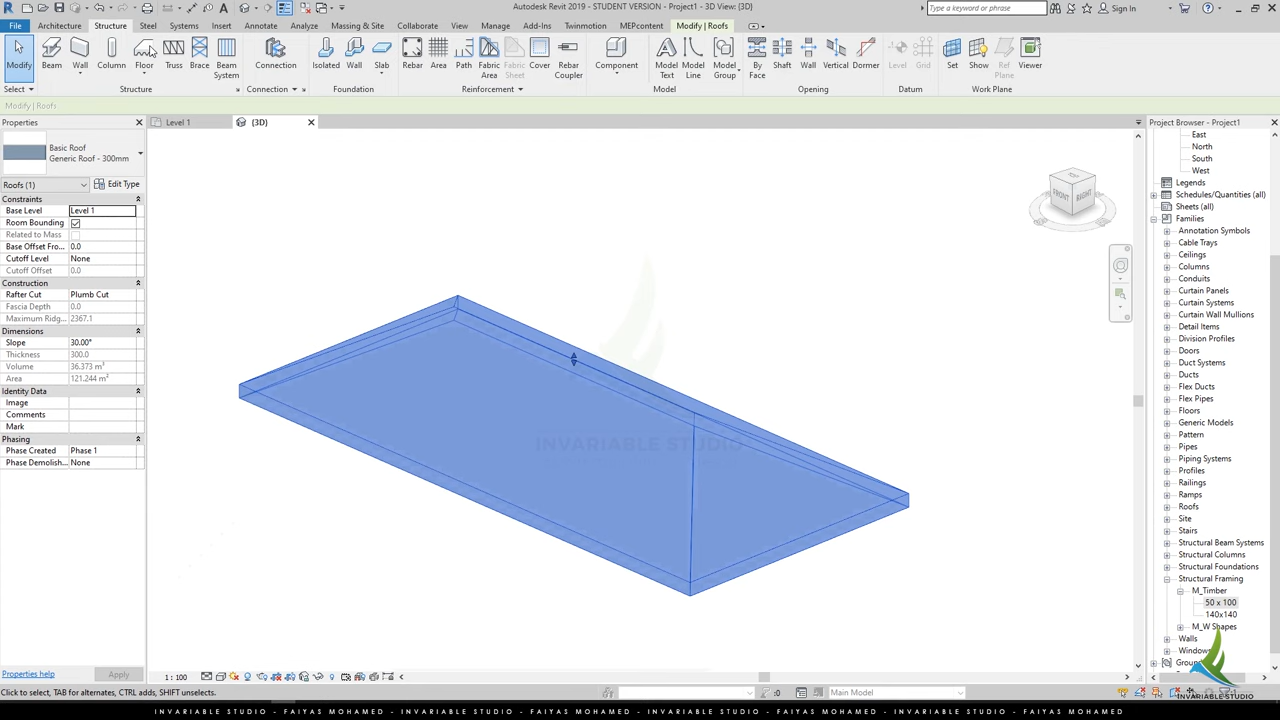 Autodesk Revit 2019 - STUDENT VERSION - Project1 - 3D View: {3D}
Type a keyword or phrase
Sign In
File Architecture Structure Steel Systems Insert Annotate Analyze Massing & Site Collaborate View Manage Add-Ins Twinmotion MEPcontent Modify | Roofs
Modify Beam Wall Column Floor Truss Brace Beam System Connection Isolated Wall Slab Rebar Area Path Fabric Area Fabric Sheet Cover Rebar Coupler Component Model Text Model Line Model Group By Face Shaft Wall Vertical Dormer Level Grid Set Show Ref Plane Viewer
Select Structure Connection Foundation Reinforcement Model Opening Datum Work Plane
Modify | Roofs
Properties
Level 1
{3D}
Project Browser - Project1
Basic Roof
Generic Roof - 300mm
Roofs (1)
Edit Type
Constraints
Base Level Level 1
Room Bounding
Related to Mass
Base Offset Fro... 0.0
Cutoff Level None
Cutoff Offset 0.0
Construction
Rafter Cut Plumb Cut
Fascia Depth 0.0
Maximum Ridg... 2367.1
Dimensions
Slope 30.00°
Thickness 300.0
Volume 36.373 m³
Area 121.244 m²
Identity Data
Image
Comments
Mark
Phasing
Phase Created Phase 1
Phase Demolish... None
Properties help
Apply
FRONT
RIGHT
INVARIABLE STUDIO
East
North
South
West
Legends
Schedules/Quantities (all)
Sheets (all)
Families
Annotation Symbols
Cable Trays
Ceilings
Columns
Conduits
Curtain Panels
Curtain Systems
Curtain Wall Mullions
Detail Items
Division Profiles
Doors
Duct Systems
Ducts
Flex Ducts
Flex Pipes
Floors
Generic Models
Pattern
Pipes
Piping Systems
Profiles
Railings
Ramps
Roofs
Site
Stairs
Structural Beam Systems
Structural Columns
Structural Foundations
Structural Framing
M_Timber
50 x 100
140x140
M_W Shapes
Walls
1 : 100
Click to select, TAB for alternates, CTRL adds, SHIFT unselects.
:0
Main Model
INVARIABLE STUDIO
INVARIABLE STUDIO - FAIYAS MOHAMED - INVARIABLE STUDIO - FAIYAS MOHAMED - INVARIABLE STUDIO - FAIYAS MOHAMED - INVARIABLE STUDIO - FAIYAS MOHAMED